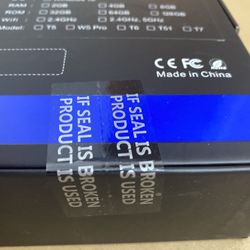 RAM: 2GB 4GB 8GB
ROM: 32GB 64GB 128GB
Wifi: 2.4GHz 2.4GHz, 5GHz
Model: T5 W5 Pro T6 T61 T7
CE FC
Made in China
IF SEAL IS BROKEN
PRODUCT IS USED
IF SEAL IS BROKEN
PRODUCT IS USED